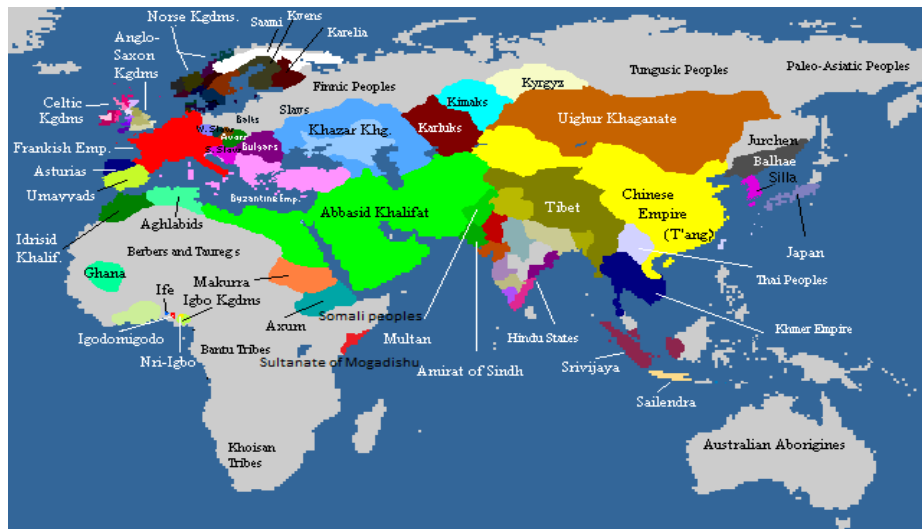 Norse Kgdms.
Saami
Kvens
Karelia
Anglo-
Saxon
Kgdms
Finnic Peoples
Tungusic Peoples
Paleo-Asiatic Peoples
Kyrgyz
Kimaks
Celtic
Kgdms
Balts
Slavs
W. Slavs
Avars
S. Slavs
Bulgars
Khazar Khg.
Karluks
Uighur Khaganate
Jurchen
Balhae
Silla
Frankish Emp.
Asturias
Umayyads
Byzantine Emp.
Abbasid Khalifat
Tibet
Chinese
Empire
(T'ang)
Japan
Idrisid
Khalif.
Aghlabids
Berbers and Tauregs
Ghana
Makurra
Ife
Igbo Kgdms
Axum
Somali peoples
Multan
Hindu States
Thai Peoples
Khmer Empire
Igodomigodo
Nri-Igbo
Bantu Tribes
Sultanate of Mogadishu
Amirat of Sindh
Srivijaya
Sailendra
Khoisan
Tribes
Australian Aborigines